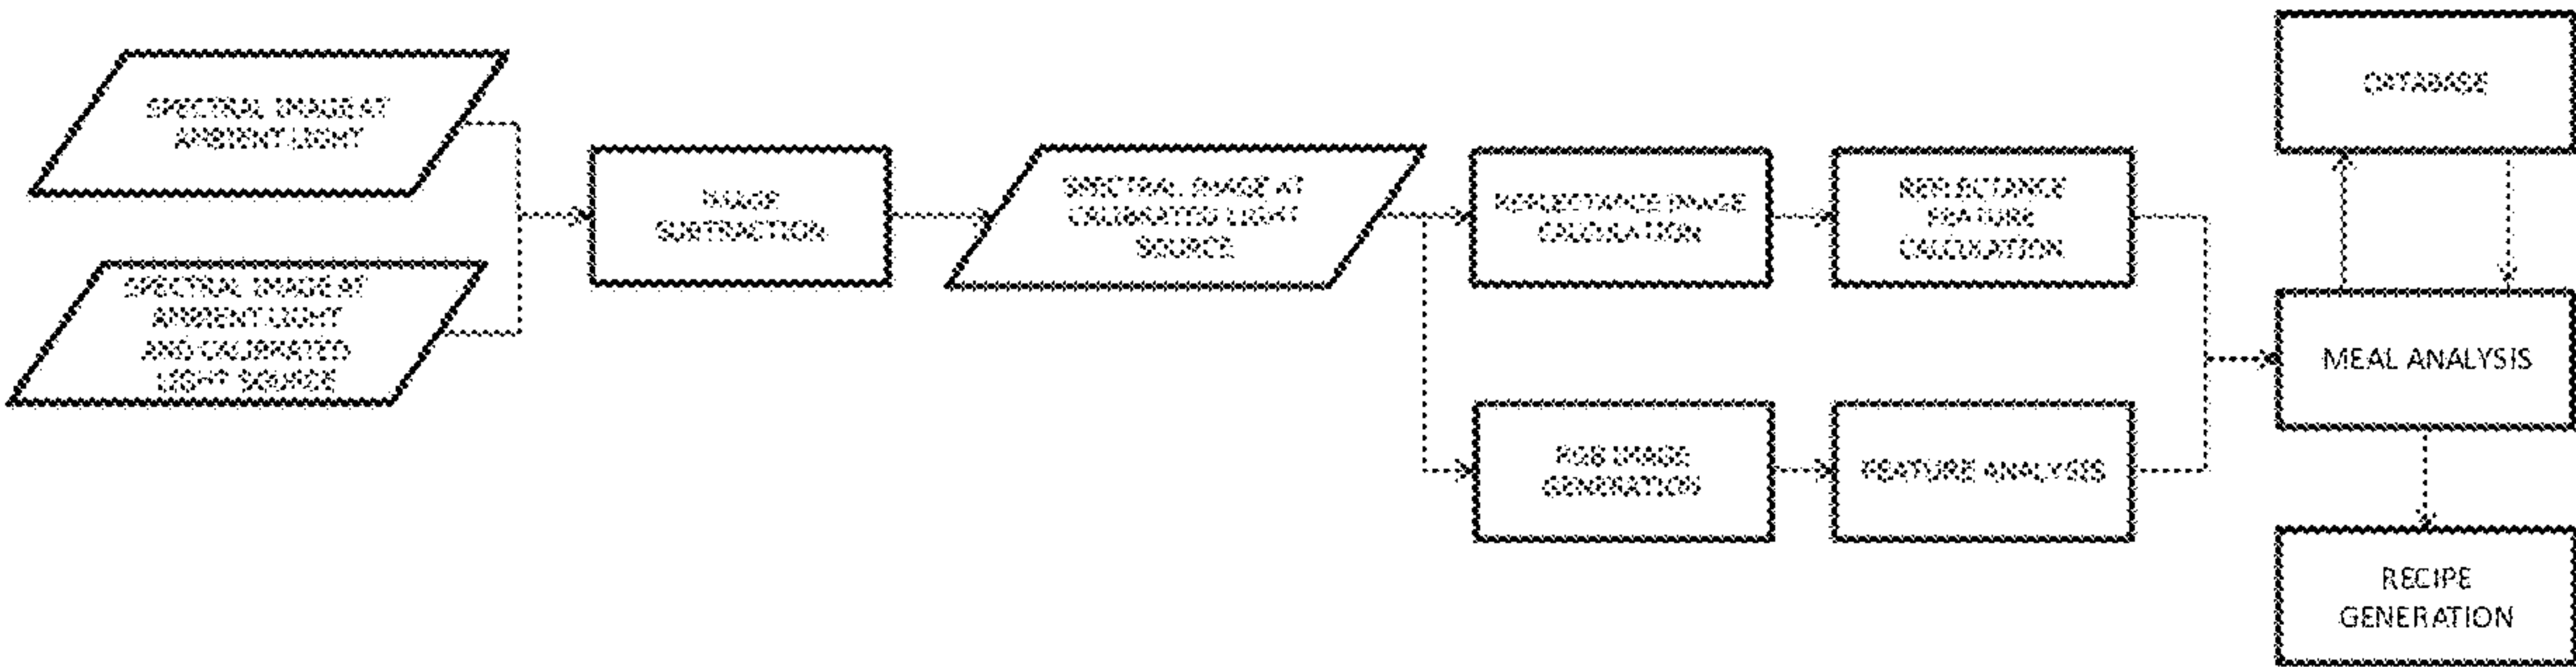 SPECTRAL IMAGE AT
AMBIENT LIGHT
SPECTRAL IMAGE AT
AMBIENT LIGHT
AND CALIBRATED
LIGHT SOURCE
IMAGE
SUBTRACTION
SPECTRAL IMAGE AT
CALIBRATED LIGHT
SOURCE
REFLECTANCE IMAGE
CALCULATION
REFLECTANCE
FEATURE
CALCULATION
RGB IMAGE
GENERATION
FEATURE ANALYSIS
DATABASE
MEAL ANALYSIS
RECIPE
GENERATION